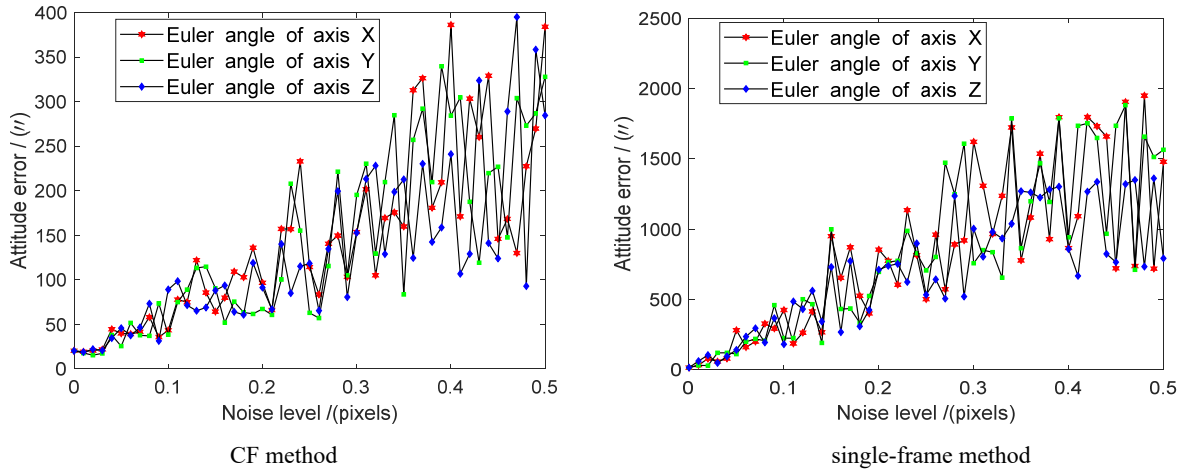 400
350
300
250
200
150
100
50
0
Attitude error / (″)
Euler angle of axis X
Euler angle of axis Y
Euler angle of axis Z
0 0.1 0.2 0.3 0.4 0.5
Noise level /(pixels)
CF method
2500
2000
1500
1000
500
0
Attitude error / (″)
Euler angle of axis X
Euler angle of axis Y
Euler angle of axis Z
0 0.1 0.2 0.3 0.4 0.5
Noise level /(pixels)
single-frame method